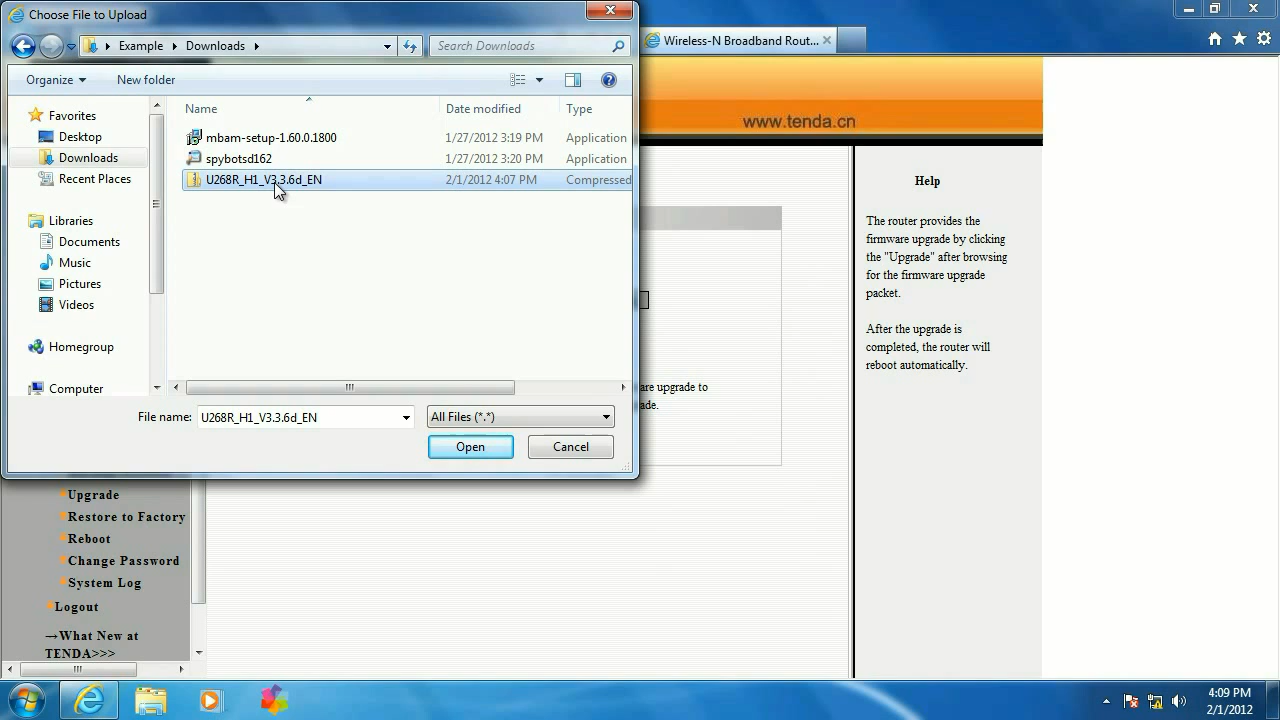 Choose File to Upload
Example
Downloads
Search Downloads
Wireless-N Broadband Rout...
Organize
New folder
www.tenda.cn
Favorites
Desktop
Downloads
Recent Places
Libraries
Documents
Music
Pictures
Videos
Homegroup
Computer
Name
Date modified
Type
mbam-setup-1.60.0.1800
1/27/2012 3:19 PM
Application
spybotsd162
1/27/2012 3:20 PM
Application
U268R_H1_V3.3.6d_EN
2/1/2012 4:07 PM
Compressed
File name:
U268R_H1_V3.3.6d_EN
All Files (*.*)
Open
Cancel
Help
The router provides the
firmware upgrade by clicking
the "Upgrade" after browsing
for the firmware upgrade
packet.
After the upgrade is
completed, the router will
reboot automatically.
are upgrade to
de.
Upgrade
Restore to Factory
Reboot
Change Password
System Log
Logout
→What New at
TENDA>>>
4:09 PM
2/1/2012